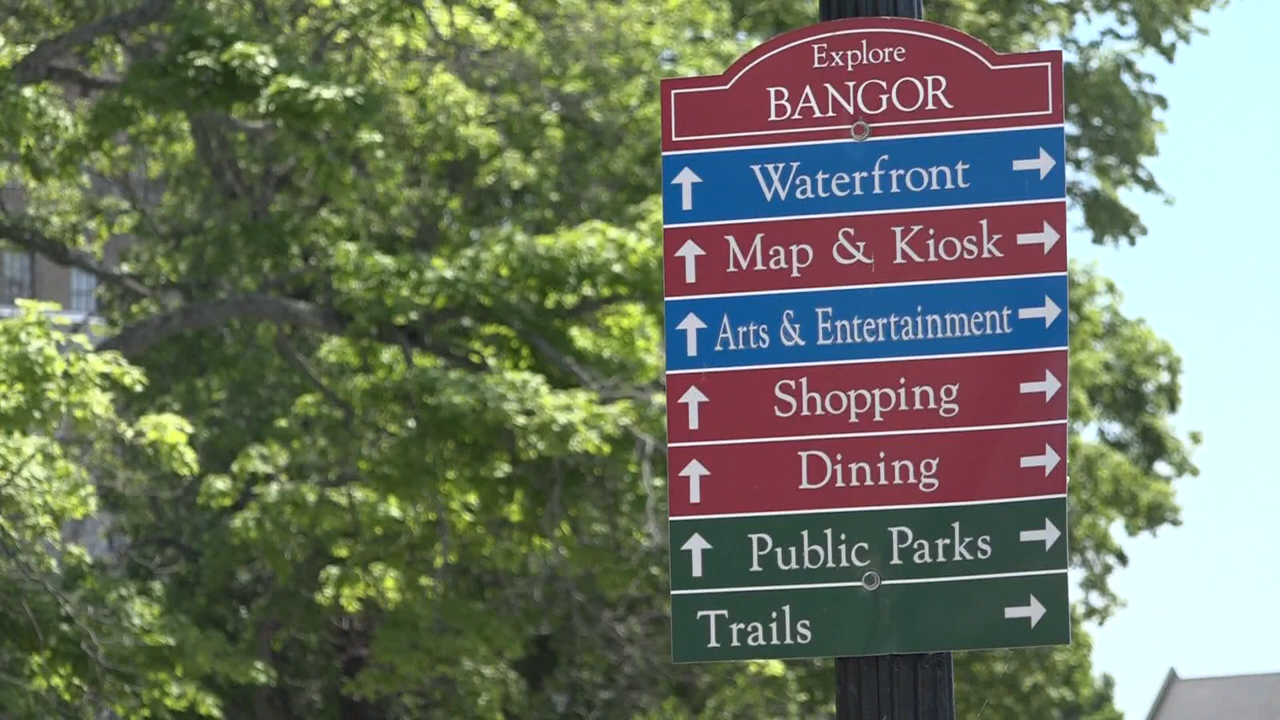 Explore
BANGOR
Waterfront
Map & Kiosk
Arts & Entertainment
Shopping
Dining
Public Parks
Trails